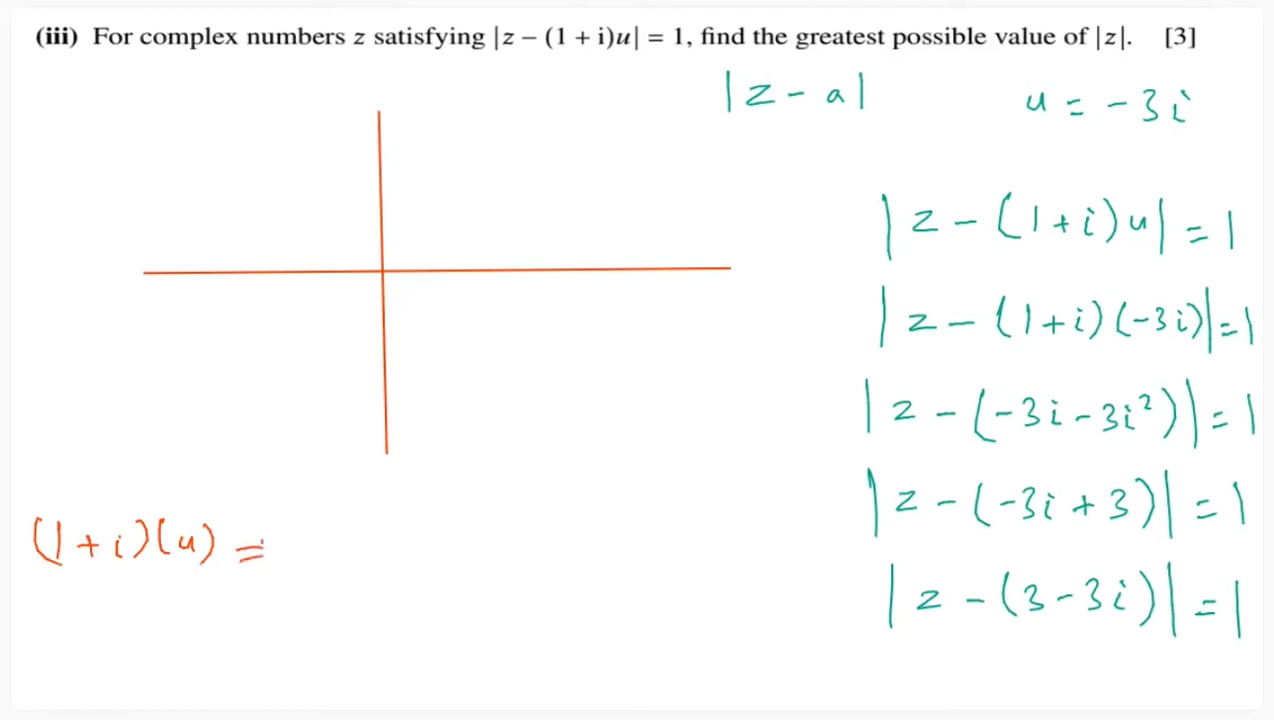 (iii) For complex numbers z satisfying |z − (1 + i)u| = 1, find the greatest possible value of |z|. [3]
|z - a|
u = -3i
|z - (1+i)u| = 1
|z - (1+i)(-3i)| = 1
|z - (-3i - 3i²)| = 1
|z - (-3i + 3)| = 1
(1+i)(u) =
|z - (3 - 3i)| = 1